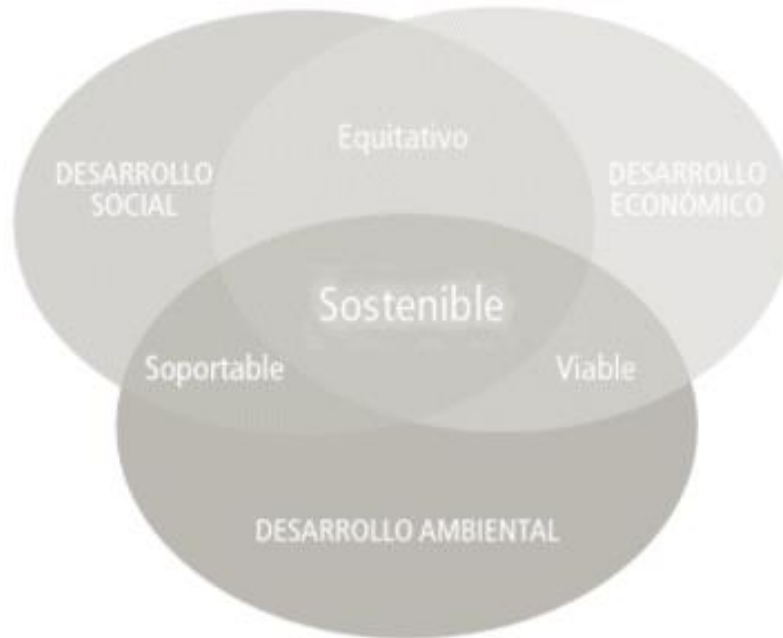 Equitativo
DESARROLLO
SOCIAL
DESARROLLO
ECONÓMICO
Sostenible
Soportable
Viable
DESARROLLO AMBIENTAL